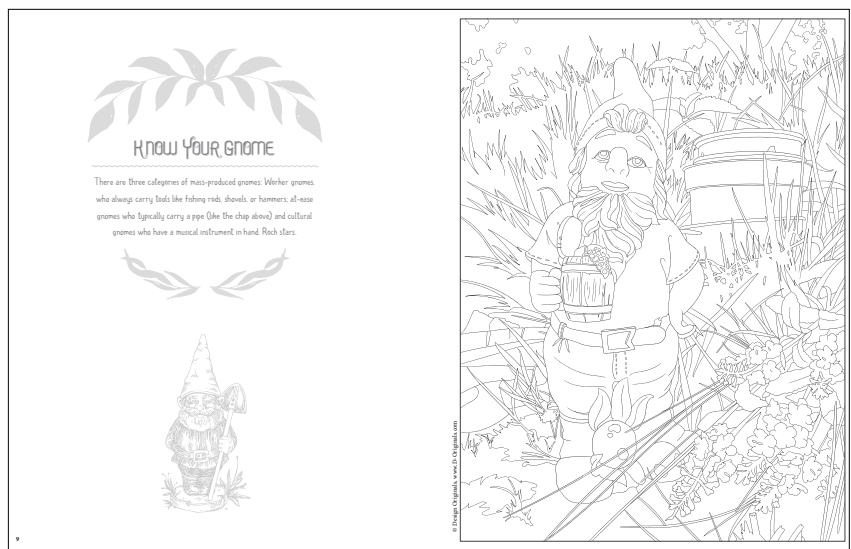 Know Your Gnome
There are three categories of mass-produced gnomes: Worker gnomes,
who always carry tools like fishing rods, shovels, or hammers; at-ease
gnomes who typically carry a pipe (like the chap above) and cultural
gnomes who have a musical instrument in hand. Rock stars.
© Design Originals, www.D-Originals.com
9